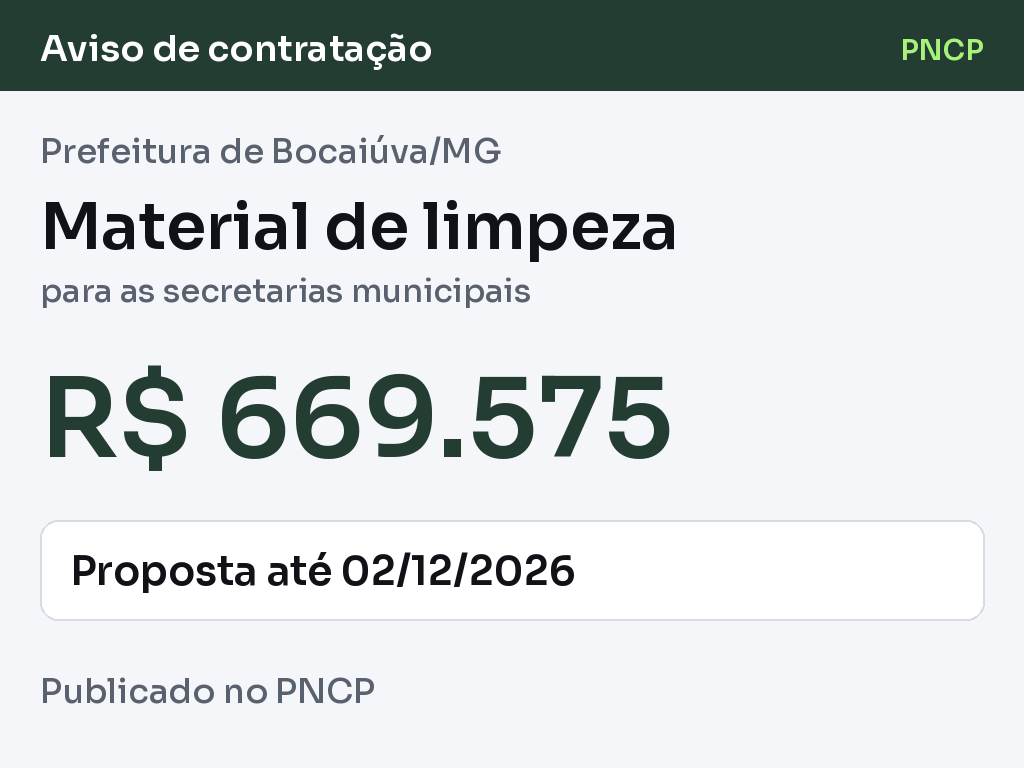 Aviso de contratação
PNCP
Prefeitura de Bocaiúva/MG
Material de limpeza
para as secretarias municipais
R$ 669.575
Proposta até 02/12/2026
Publicado no PNCP